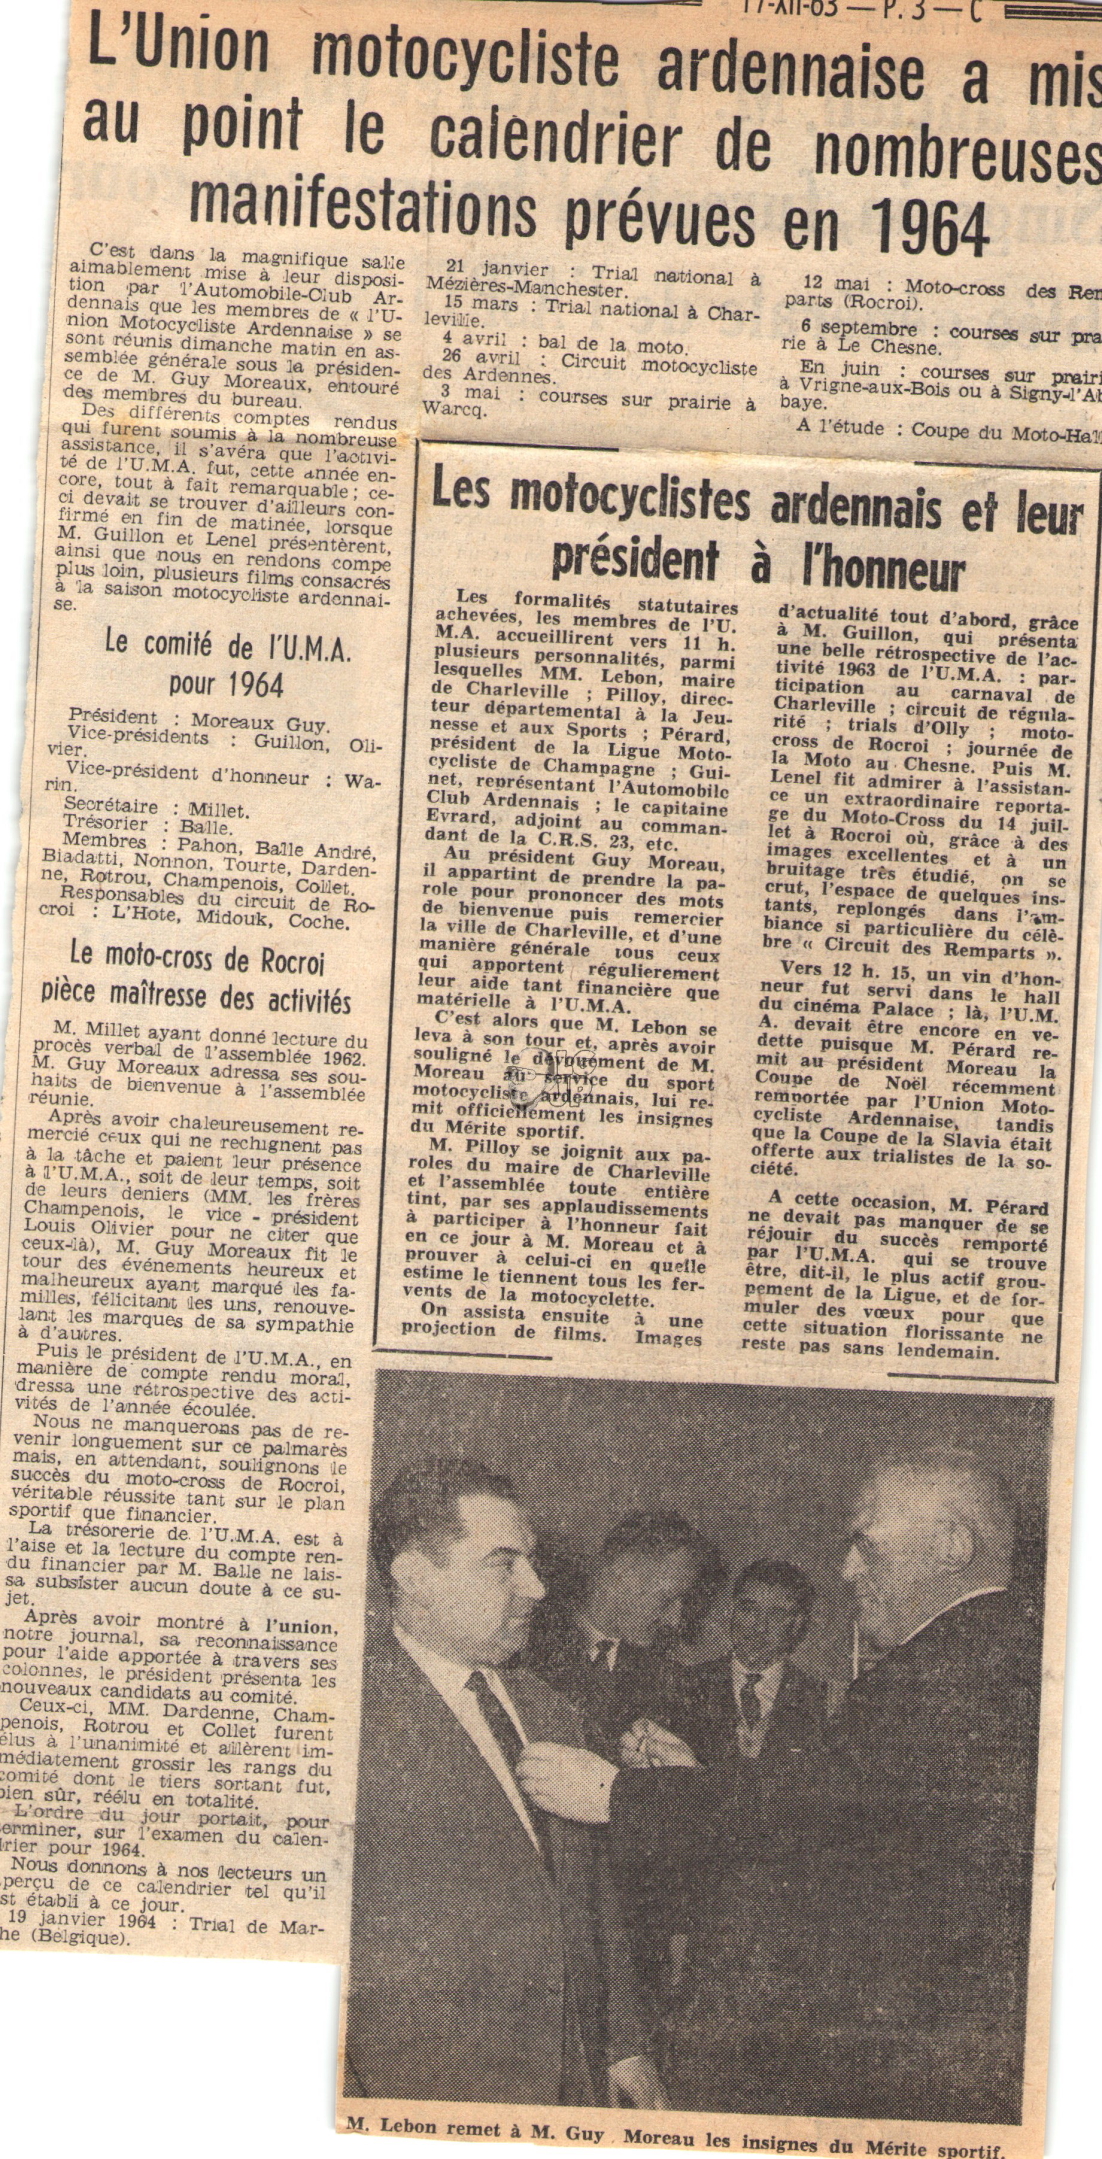 17-XII-63 — P. 3 — C
L'Union motocycliste ardennaise a mis
au point le calendrier de nombreuses
manifestations prévues en 1964
C'est dans la magnifique salle
aimablement mise à leur disposi-
tion par l'Automobile-Club Ar-
dennais que les membres de « l'U-
nion Motocycliste Ardennaise » se
sont réunis dimanche matin en as-
semblée générale sous la présiden-
ce de M. Guy Moreaux, entouré
des membres du bureau.
Des différents comptes rendus
qui furent soumis à la nombreuse
assistance, il s'avéra que l'activi-
té de l'U.M.A. fut, cette année en-
core, tout à fait remarquable ; ce-
ci devait se trouver d'ailleurs con-
firmé en fin de matinée, lorsque
M. Guillon et Lenel présentèrent,
ainsi que nous en rendons compe
plus loin, plusieurs films consacrés
à la saison motocycliste ardennai-
se.
Le comité de l'U.M.A.
pour 1964
Président : Moreaux Guy.
Vice-présidents : Guillon, Oli-
vier.
Vice-président d'honneur : Wa-
rin.
Secrétaire : Millet.
Trésorier : Balle.
Membres : Pahon, Balle André,
Biadatti, Nonnon, Tourte, Darden-
ne, Rotrou, Champenois, Collet.
Responsables du circuit de Ro-
croi : L'Hote, Midouk, Coche.
Le moto-cross de Rocroi
pièce maîtresse des activités
M. Millet ayant donné lecture du
procès verbal de l'assemblée 1962.
M. Guy Moreaux adressa ses sou-
haits de bienvenue à l'assemblée
réunie.
Après avoir chaleureusement re-
mercié ceux qui ne rechignent pas
à la tâche et paient leur présence
à l'U.M.A., soit de leur temps, soit
de leurs deniers (MM. les frères
Champenois, le vice - président
Louis Olivier pour ne citer que
ceux-là), M. Guy Moreaux fit le
tour des événements heureux et
malheureux ayant marqué les fa-
milles, félicitant les uns, renouve-
lant les marques de sa sympathie
à d'autres.
Puis le président de l'U.M.A., en
manière de compte rendu moral,
dressa une rétrospective des acti-
vités de l'année écoulée.
Nous ne manquerons pas de re-
venir longuement sur ce palmarès
mais, en attendant, soulignons le
succès du moto-cross de Rocroi,
véritable réussite tant sur le plan
sportif que financier.
La trésorerie de l'U.M.A. est à
l'aise et la lecture du compte ren-
du financier par M. Balle ne lais-
sa subsister aucun doute à ce su-
jet.
Après avoir montré à l'union,
notre journal, sa reconnaissance
pour l'aide apportée à travers ses
colonnes, le président présenta les
nouveaux candidats au comité.
Ceux-ci, MM. Dardenne, Cham-
penois, Rotrou et Collet furent
élus à l'unanimité et allèrent im-
médiatement grossir les rangs du
comité dont le tiers sortant fut,
bien sûr, réélu en totalité.
L'ordre du jour portait, pour
terminer, sur l'examen du calen-
drier pour 1964.
Nous donnons à nos lecteurs un
perçu de ce calendrier tel qu'il
st établi à ce jour.
19 janvier 1964 : Trial de Mar-
he (Belgique).
21 janvier : Trial national à
Mézières-Manchester.
15 mars : Trial national à Char-
leville.
4 avril : bal de la moto.
26 avril : Circuit motocycliste
des Ardennes.
3 mai : courses sur prairie à
Warcq.
12 mai : Moto-cross des Rem
parts (Rocroi).
6 septembre : courses sur pra
rie à Le Chesne.
En juin : courses sur prairi
à Vrigne-aux-Bois ou à Signy-l'Ab
baye.
A l'étude : Coupe du Moto-Hall
Les motocyclistes ardennais et leur
président à l'honneur
Les formalités statutaires
achevées, les membres de l'U.
M.A. accueillirent vers 11 h.
plusieurs personnalités, parmi
lesquelles MM. Lebon, maire
de Charleville ; Pilloy, direc-
teur départemental à la Jeu-
nesse et aux Sports ; Pérard,
président de la Ligue Moto-
cycliste de Champagne ; Gui-
net, représentant l'Automobile
Club Ardennais ; le capitaine
Evrard, adjoint au comman-
dant de la C.R.S. 23, etc.
Au président Guy Moreau,
il appartint de prendre la pa-
role pour prononcer des mots
de bienvenue puis remercier
la ville de Charleville, et d'une
manière générale tous ceux
qui apportent régulierement
leur aide tant financière que
matérielle à l'U.M.A.
C'est alors que M. Lebon se
leva à son tour et, après avoir
souligné le dévouement de M.
Moreau au service du sport
motocycliste ardennais, lui re-
mit officiellement les insignes
du Mérite sportif.
M. Pilloy se joignit aux pa-
roles du maire de Charleville
et l'assemblée toute entière
tint, par ses applaudissements
à participer à l'honneur fait
en ce jour à M. Moreau et à
prouver à celui-ci en quelle
estime le tiennent tous les fer-
vents de la motocyclette.
On assista ensuite à une
projection de films. Images
d'actualité tout d'abord, grâce
à M. Guillon, qui présenta
une belle rétrospective de l'ac-
tivité 1963 de l'U.M.A. : par-
ticipation au carnaval de
Charleville ; circuit de régula-
rité ; trials d'Olly ; moto-
cross de Rocroi ; journée de
la Moto au Chesne. Puis M.
Lenel fit admirer à l'assistan-
ce un extraordinaire reporta-
ge du Moto-Cross du 14 juil-
let à Rocroi où, grâce à des
images excellentes et à un
bruitage très étudié, on se
crut, l'espace de quelques ins-
tants, replongés dans l'am-
biance si particulière du célè-
bre « Circuit des Remparts ».
Vers 12 h. 15, un vin d'hon-
neur fut servi dans le hall
du cinéma Palace ; là, l'U.M.
A. devait être encore en ve-
dette puisque M. Pérard re-
mit au président Moreau la
Coupe de Noël récemment
remportée par l'Union Moto-
cycliste Ardennaise, tandis
que la Coupe de la Slavia était
offerte aux trialistes de la so-
ciété.
A cette occasion, M. Pérard
ne devait pas manquer de se
réjouir du succès remporté
par l'U.M.A. qui se trouve
être, dit-il, le plus actif grou-
pement de la Ligue, et de for-
muler des vœux pour que
cette situation florissante ne
reste pas sans lendemain.
M. Lebon remet à M. Guy Moreau les insignes du Mérite sportif.